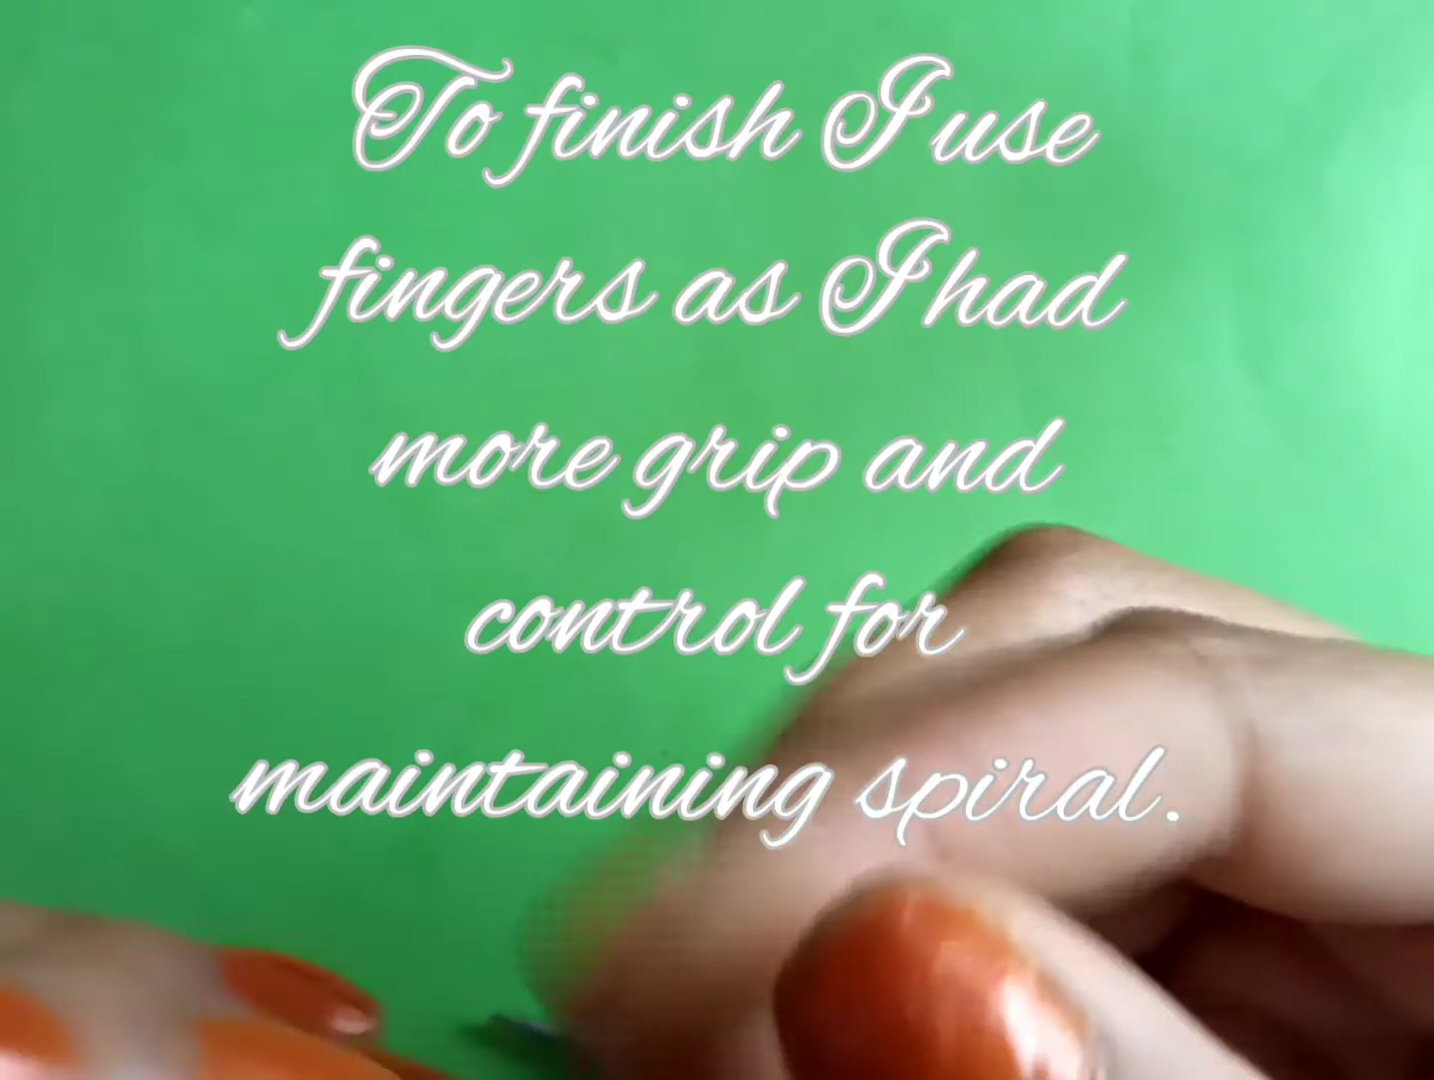 To finish I use
fingers as I had
more grip and
control for
maintaining spiral.